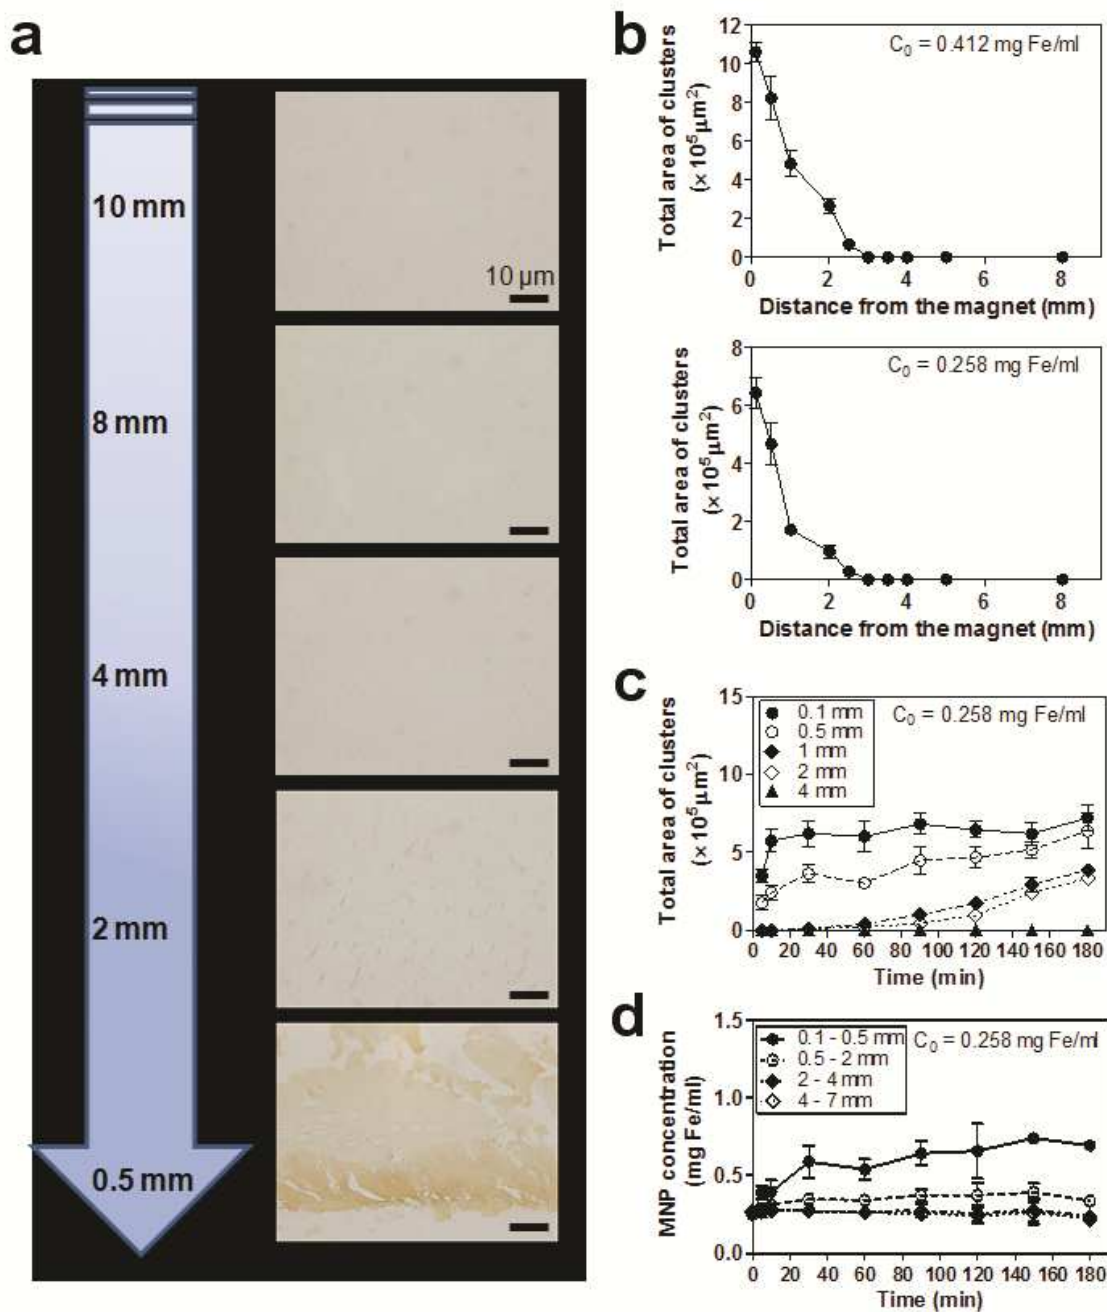 a
10 mm
10 μm
8 mm
4 mm
2 mm
0.5 mm
b
C0 = 0.412 mg Fe/ml
Total area of clusters
(×10⁵μm²)
12
10
8
6
4
2
0
0 2 4 6 8
Distance from the magnet (mm)
C0 = 0.258 mg Fe/ml
Total area of clusters
(×10⁵μm²)
8
6
4
2
0
0 2 4 6 8
Distance from the magnet (mm)
c
C0 = 0.258 mg Fe/ml
0.1 mm
0.5 mm
1 mm
2 mm
4 mm
Total area of clusters
(×10⁵μm²)
15
10
5
0
0 20 40 60 80 100 120 140 160 180
Time (min)
d
C0 = 0.258 mg Fe/ml
0.1 - 0.5 mm
0.5 - 2 mm
2 - 4 mm
4 - 7 mm
MNP concentration
(mg Fe/ml)
1.5
1.0
0.5
0.0
0 20 40 60 80 100 120 140 160 180
Time (min)